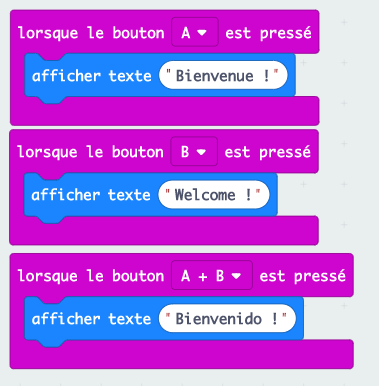 lorsque le bouton A est pressé
afficher texte "Bienvenue !"
lorsque le bouton B est pressé
afficher texte "Welcome !"
lorsque le bouton A + B est pressé
afficher texte "Bienvenido !"